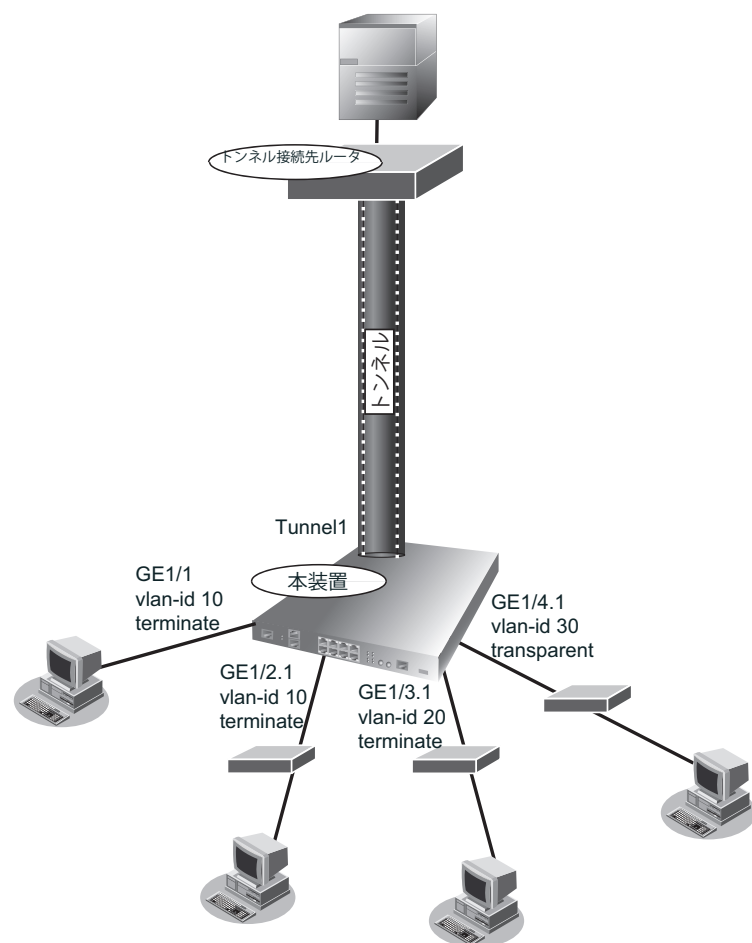 トンネル接続先ルータ
トンネル
Tunnel1
本装置
GE1/1
vlan-id 10
terminate
GE1/2.1
vlan-id 10
terminate
GE1/3.1
vlan-id 20
terminate
GE1/4.1
vlan-id 30
transparent